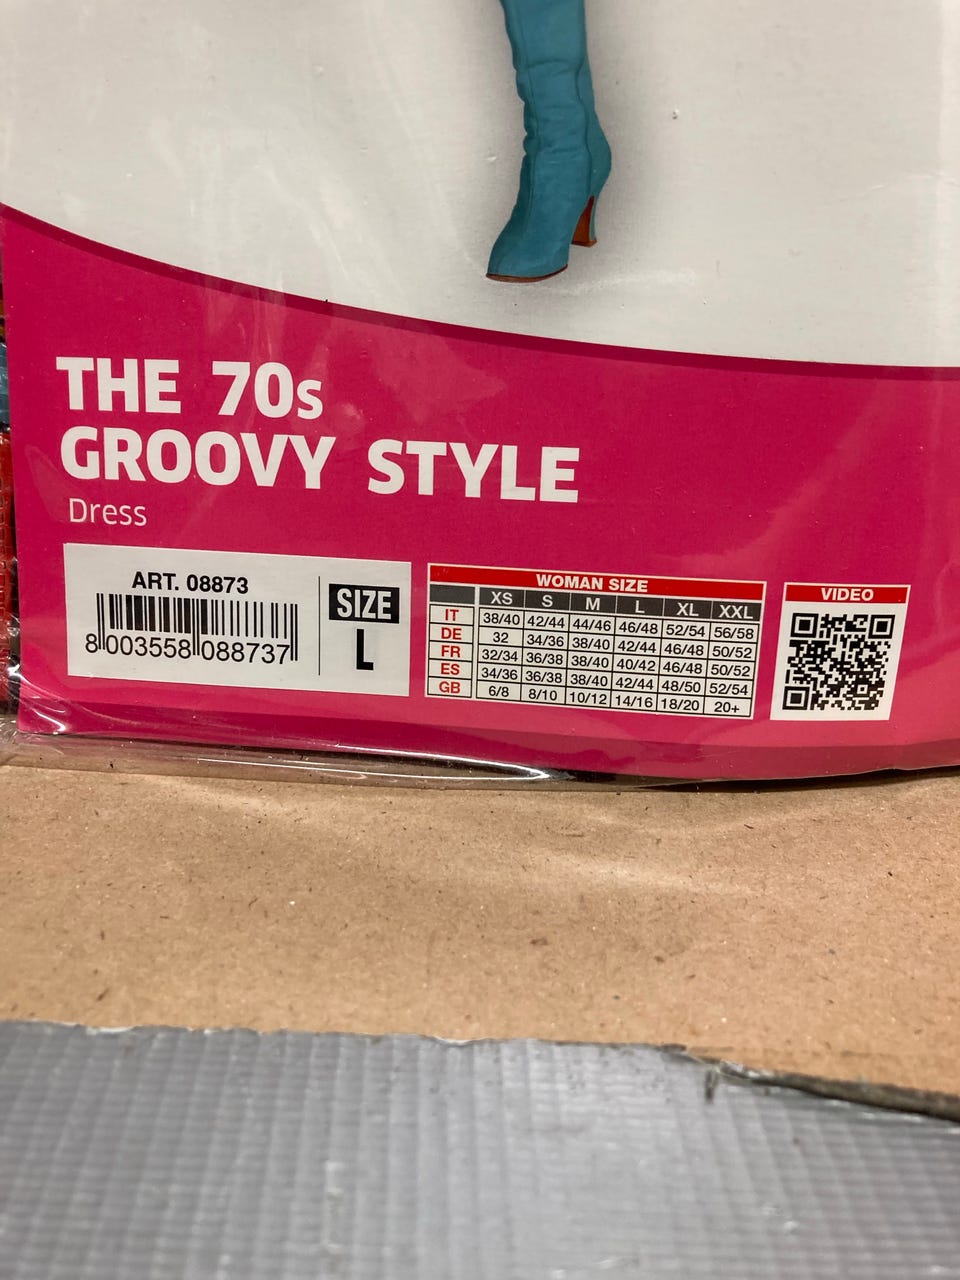 THE 70s
GROOVY STYLE
Dress
ART. 08873
8 003558 088737
SIZE
L
WOMAN SIZE
XS S M L XL XXL
IT 38/40 42/44 44/46 46/48 52/54 56/58
DE 32 34/36 38/40 42/44 46/48 50/52
FR 32/34 36/38 38/40 40/42 46/48 50/52
ES 34/36 36/38 38/40 42/44 48/50 52/54
GB 6/8 8/10 10/12 14/16 18/20 20+
VIDEO